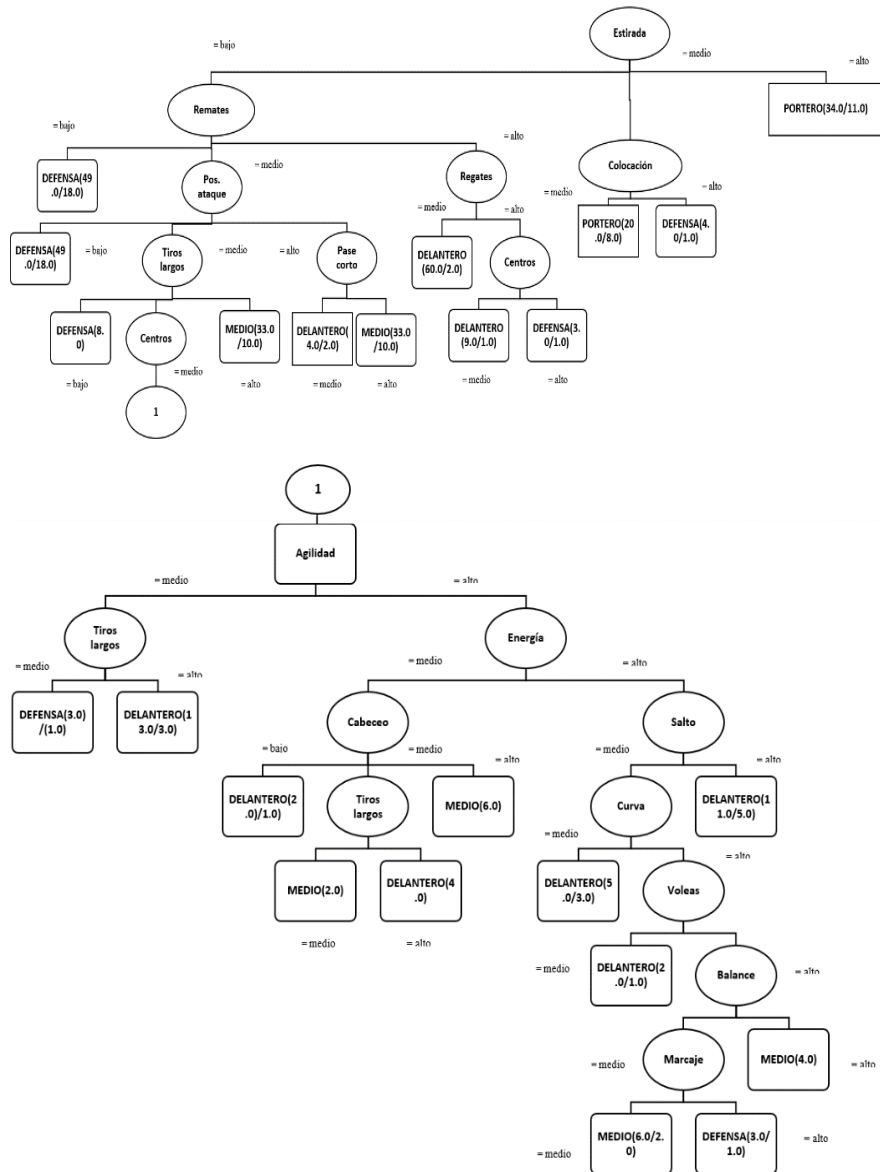 Estirada
= bajo
= medio
= alto
Remates
PORTERO(34.0/11.0)
= bajo
= medio
= alto
DEFENSA(49
.0/18.0)
Pos.
ataque
Regates
Colocación
= medio
= alto
= medio
= alto
DEFENSA(49
.0/18.0)
= bajo
Tiros
largos
= medio
= alto
Pase
corto
DELANTERO
(60.0/2.0)
Centros
PORTERO(20
.0/8.0)
DEFENSA(4.
0/1.0)
DEFENSA(8.
0)
Centros
MEDIO(33.0
/10.0)
DELANTERO(
4.0/2.0)
MEDIO(33.0
/10.0)
DELANTERO
(9.0/1.0)
DEFENSA(3.
0/1.0)
= bajo
= medio
= alto
= medio
= alto
= medio
= alto
1
1
Agilidad
= medio
= alto
Tiros
largos
Energía
= medio
= alto
= medio
= alto
DEFENSA(3.0)
/(1.0)
DELANTERO(1
3.0/3.0)
Cabeceo
Salto
= bajo
= medio
= alto
= medio
= alto
DELANTERO(2
.0)/1.0)
Tiros
largos
MEDIO(6.0)
Curva
DELANTERO(1
1.0/5.0)
= medio
= alto
MEDIO(2.0)
DELANTERO(4
.0)
DELANTERO(5
.0/3.0)
Voleas
= medio
= alto
= medio
= alto
DELANTERO(2
.0/1.0)
Balance
= medio
= alto
Marcaje
MEDIO(4.0)
MEDIO(6.0/2.
0)
DEFENSA(3.0/
1.0)
= medio
= alto